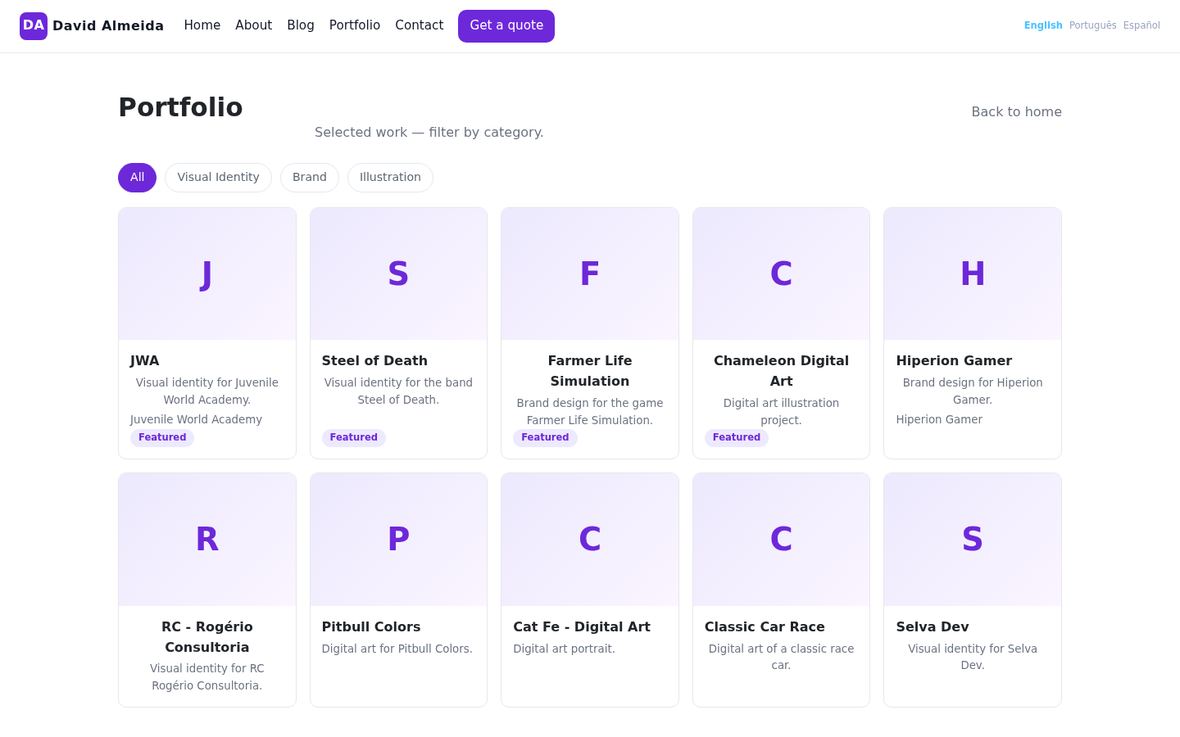 DA David Almeida Home About Blog Portfolio Contact Get a quote English Português Español
Portfolio
Back to home
Selected work — filter by category.
All Visual Identity Brand Illustration
J
JWA
Visual identity for Juvenile
World Academy.
Juvenile World Academy
Featured
S
Steel of Death
Visual identity for the band
Steel of Death.
Featured
F
Farmer Life
Simulation
Brand design for the game
Farmer Life Simulation.
Featured
C
Chameleon Digital
Art
Digital art illustration
project.
Featured
H
Hiperion Gamer
Brand design for Hiperion
Gamer.
Hiperion Gamer
R
RC - Rogério
Consultoria
Visual identity for RC
Rogério Consultoria.
P
Pitbull Colors
Digital art for Pitbull Colors.
C
Cat Fe - Digital Art
Digital art portrait.
C
Classic Car Race
Digital art of a classic race
car.
S
Selva Dev
Visual identity for Selva
Dev.